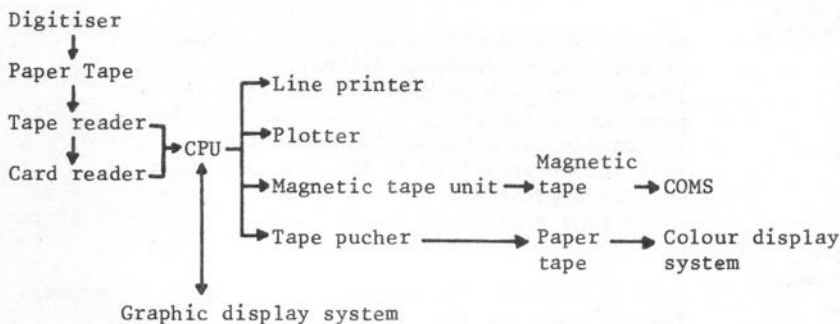 Digitiser
Paper Tape
Tape reader
Card reader
CPU
Line printer
Plotter
Magnetic tape unit
Magnetic
tape
COMS
Tape pucher
Paper
tape
Colour display
system
Graphic display system